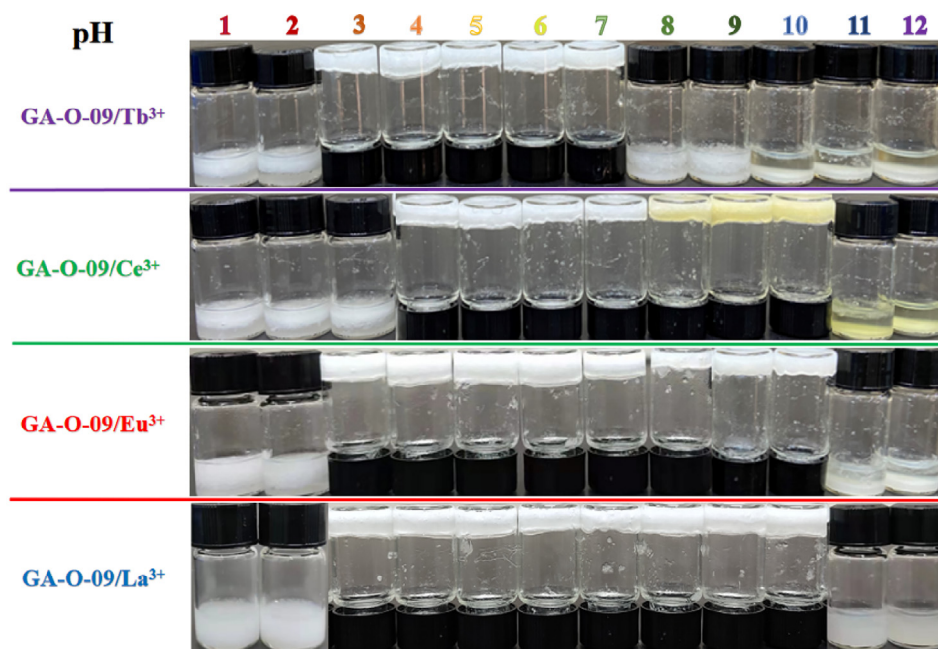 pH 1 2 3 4 5 6 7 8 9 10 11 12
GA-O-09/Tb³⁺
GA-O-09/Ce³⁺
GA-O-09/Eu³⁺
GA-O-09/La³⁺